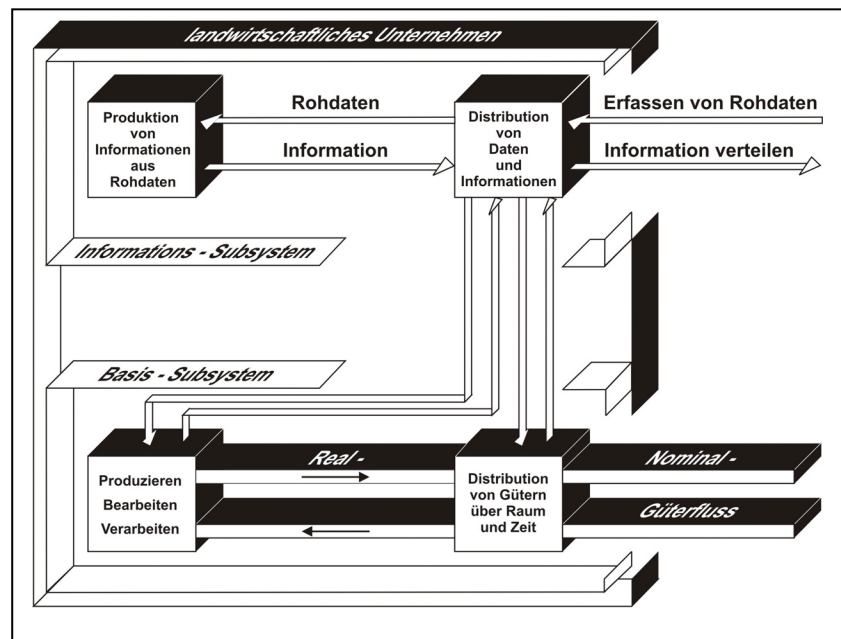 landwirtschaftliches Unternehmen
Produktion
von
Informationen
aus
Rohdaten
Rohdaten
Information
Distribution
von
Daten
und
Informationen
Erfassen von Rohdaten
Information verteilen
Informations - Subsystem
Basis - Subsystem
Produzieren
Bearbeiten
Verarbeiten
Real -
Distribution
von Gütern
über Raum
und Zeit
Nominal -
Güterfluss